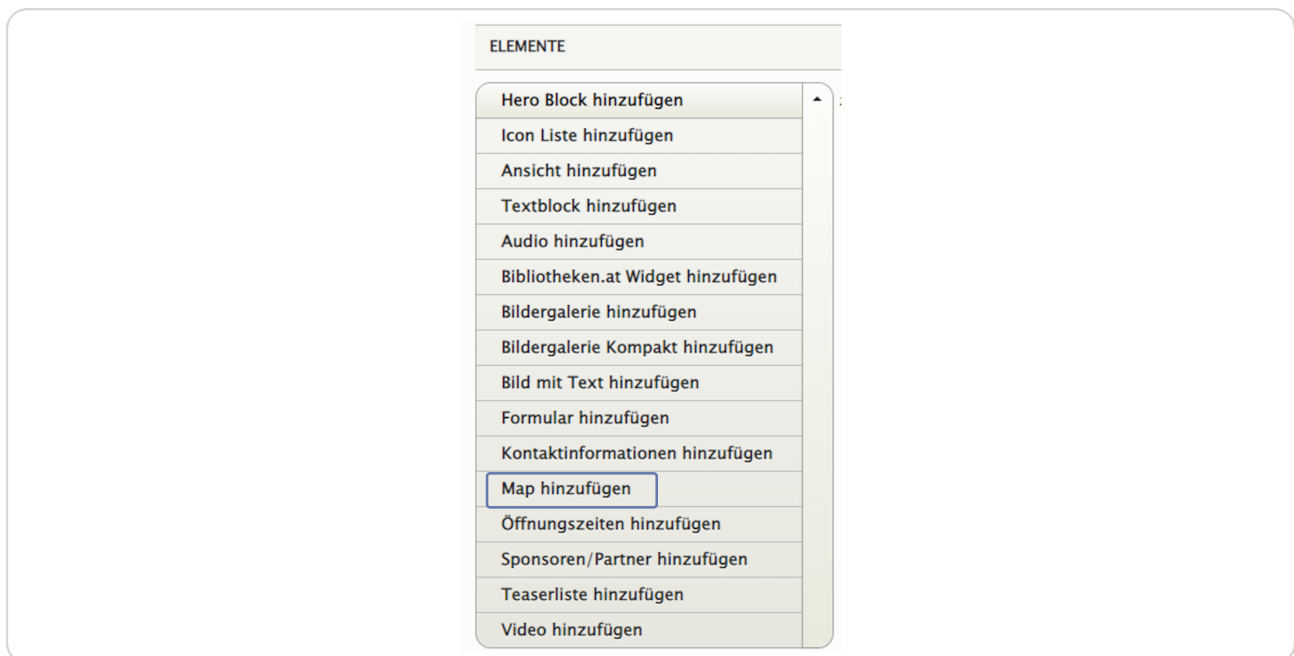 ELEMENTE
Hero Block hinzufügen
Icon Liste hinzufügen
Ansicht hinzufügen
Textblock hinzufügen
Audio hinzufügen
Bibliotheken.at Widget hinzufügen
Bildergalerie hinzufügen
Bildergalerie Kompakt hinzufügen
Bild mit Text hinzufügen
Formular hinzufügen
Kontaktinformationen hinzufügen
Map hinzufügen
Öffnungszeiten hinzufügen
Sponsoren/Partner hinzufügen
Teaserliste hinzufügen
Video hinzufügen